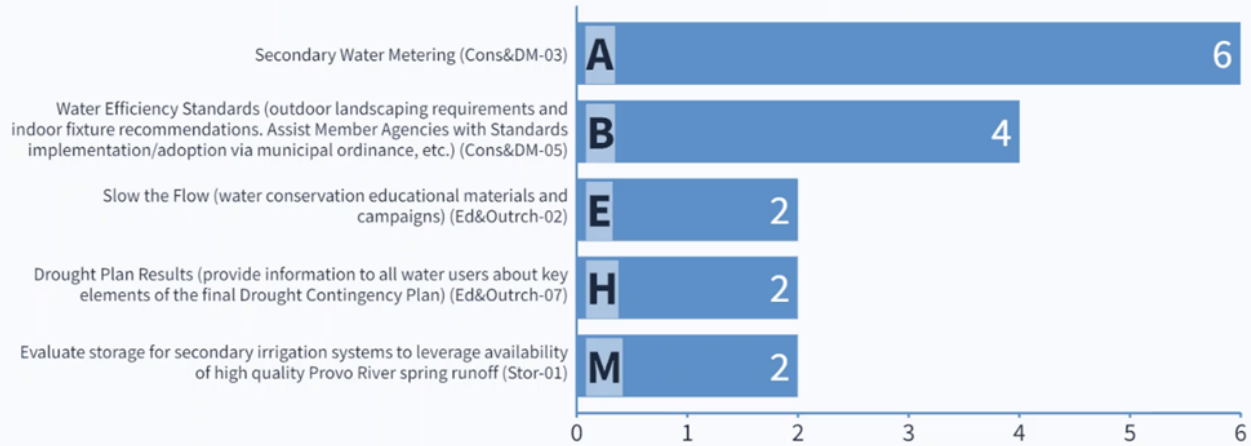 Secondary Water Metering (Cons&DM-03)
A
6
Water Efficiency Standards (outdoor landscaping requirements and
indoor fixture recommendations. Assist Member Agencies with Standards
implementation/adoption via municipal ordinance, etc.) (Cons&DM-05)
B
4
Slow the Flow (water conservation educational materials and
campaigns) (Ed&Outrch-02)
E
2
Drought Plan Results (provide information to all water users about key
elements of the final Drought Contingency Plan) (Ed&Outrch-07)
H
2
Evaluate storage for secondary irrigation systems to leverage availability
of high quality Provo River spring runoff (Stor-01)
M
2
0 1 2 3 4 5 6